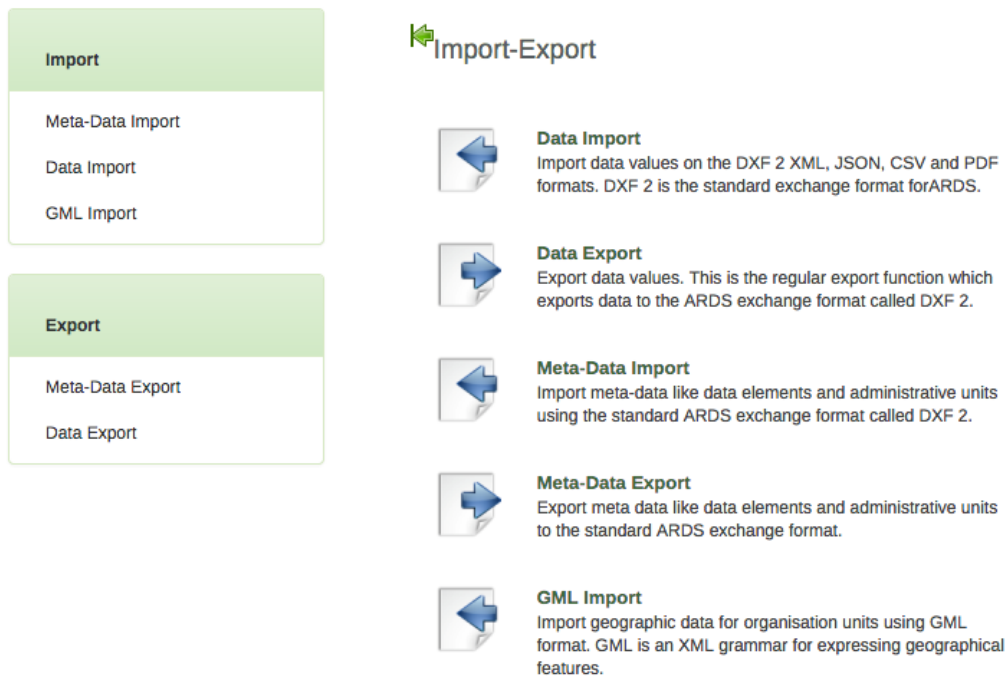 Import
Meta-Data Import
Data Import
GML Import
Export
Meta-Data Export
Data Export
Import-Export
Data Import
Import data values on the DXF 2 XML, JSON, CSV and PDF
formats. DXF 2 is the standard exchange format forARDS.
Data Export
Export data values. This is the regular export function which
exports data to the ARDS exchange format called DXF 2.
Meta-Data Import
Import meta-data like data elements and administrative units
using the standard ARDS exchange format called DXF 2.
Meta-Data Export
Export meta data like data elements and administrative units
to the standard ARDS exchange format.
GML Import
Import geographic data for organisation units using GML
format. GML is an XML grammar for expressing geographical
features.